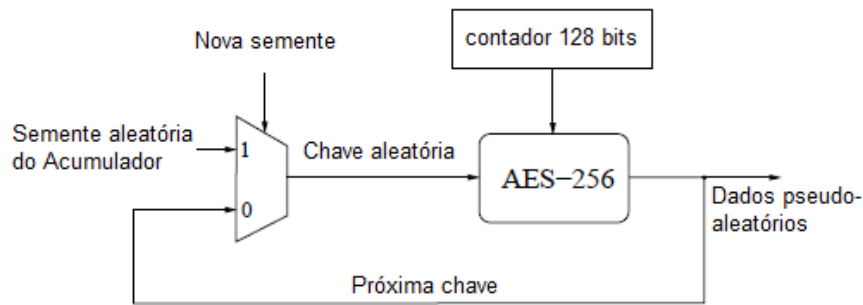 Nova semente
contador 128 bits
Semente aleatória
do Acumulador
1
Chave aleatória
AES−256
0
Dados pseudo-
aleatórios
Próxima chave